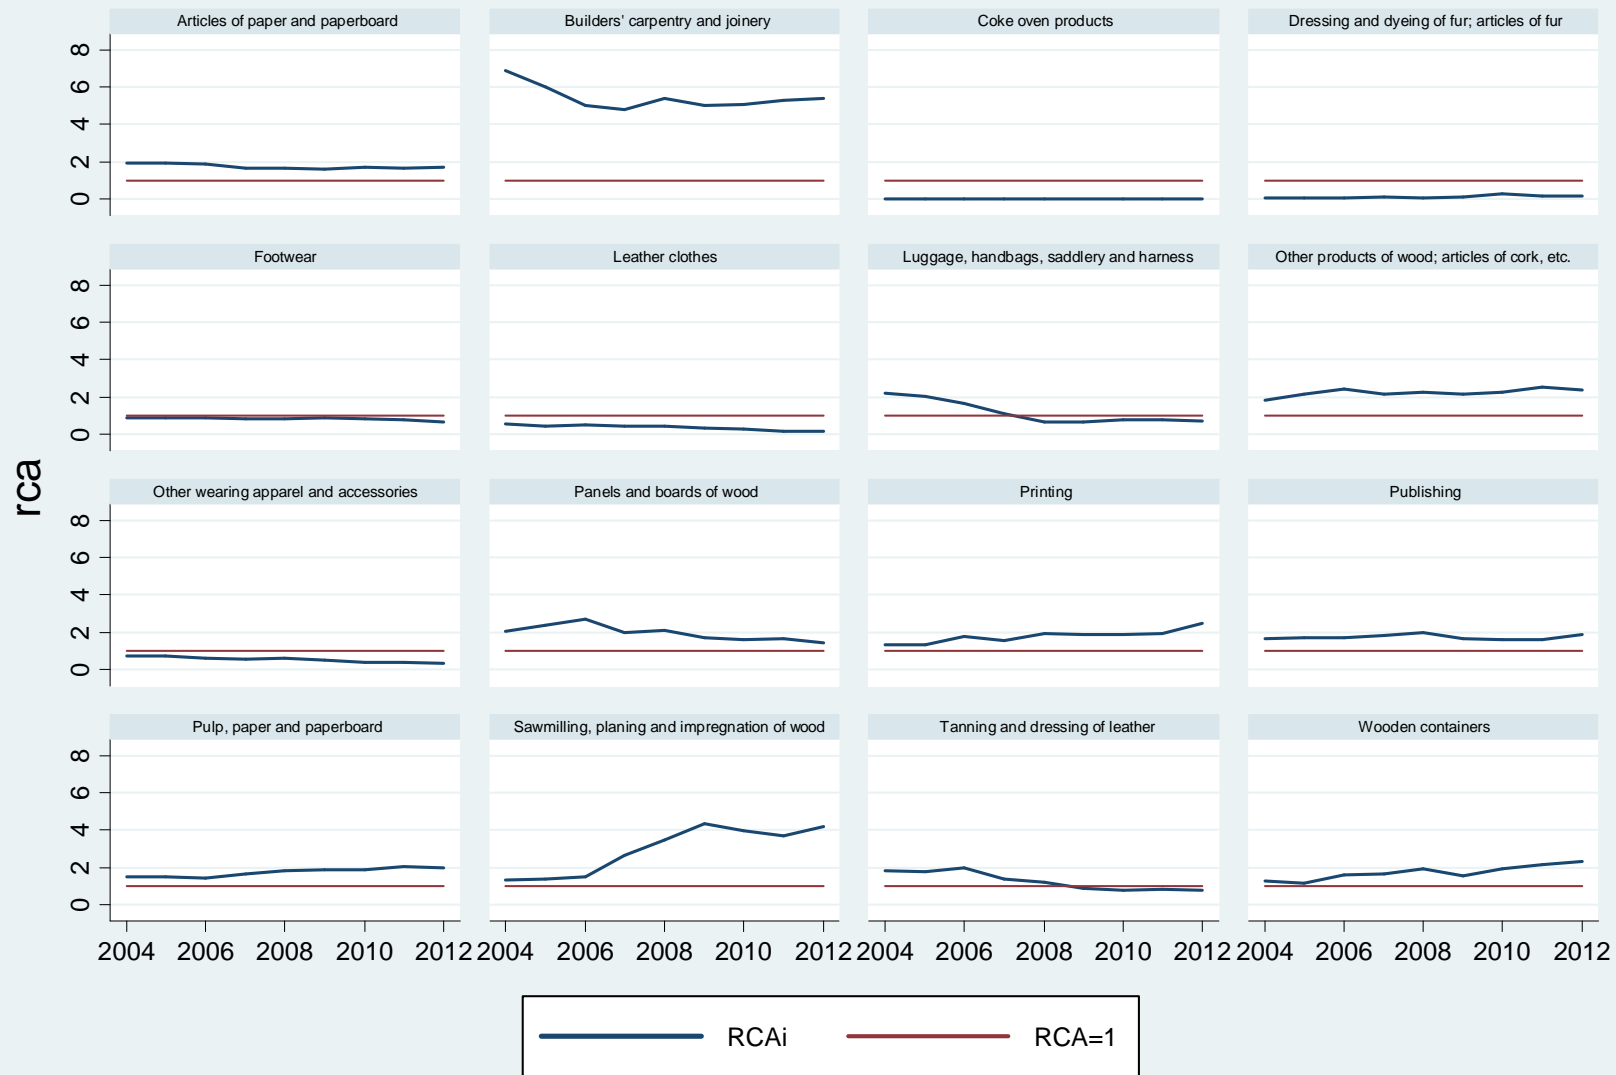 Articles of paper and paperboard
Builders' carpentry and joinery
Coke oven products
Dressing and dyeing of fur; articles of fur
8
6
4
2
0
Footwear
Leather clothes
Luggage, handbags, saddlery and harness
Other products of wood; articles of cork, etc.
8
6
4
2
0
rca
Other wearing apparel and accessories
Panels and boards of wood
Printing
Publishing
8
6
4
2
0
Pulp, paper and paperboard
Sawmilling, planing and impregnation of wood
Tanning and dressing of leather
Wooden containers
8
6
4
2
0
2004 2006 2008 2010 2012
2004 2006 2008 2010 2012
2004 2006 2008 2010 2012
2004 2006 2008 2010 2012
RCAi
RCA=1